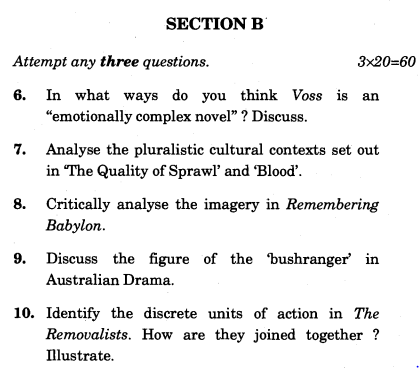 SECTION B
Attempt any three questions. 3×20=60
6. In what ways do you think Voss is an
“emotionally complex novel” ? Discuss.
7. Analyse the pluralistic cultural contexts set out
in ‘The Quality of Sprawl’ and ‘Blood’.
8. Critically analyse the imagery in Remembering
Babylon.
9. Discuss the figure of the ‘bushranger’ in
Australian Drama.
10. Identify the discrete units of action in The
Removalists. How are they joined together ?
Illustrate.